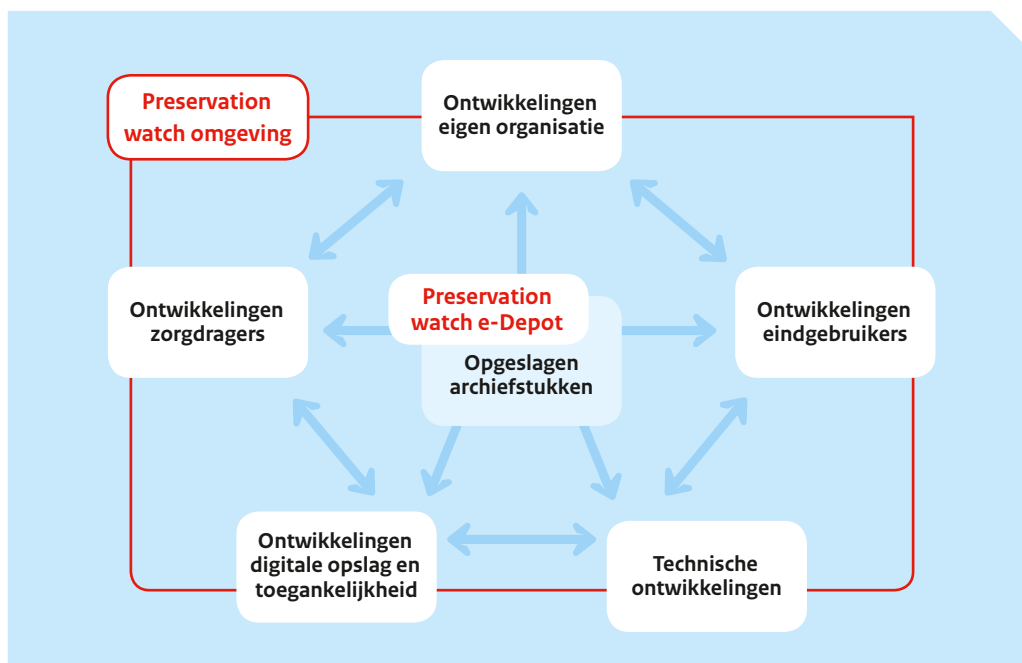 Preservation
watch omgeving
Ontwikkelingen
eigen organisatie
Ontwikkelingen
zorgdragers
Preservation
watch e-Depot
Opgeslagen
archiefstukken
Ontwikkelingen
eindgebruikers
Ontwikkelingen
digitale opslag en
toegankelijkheid
Technische
ontwikkelingen